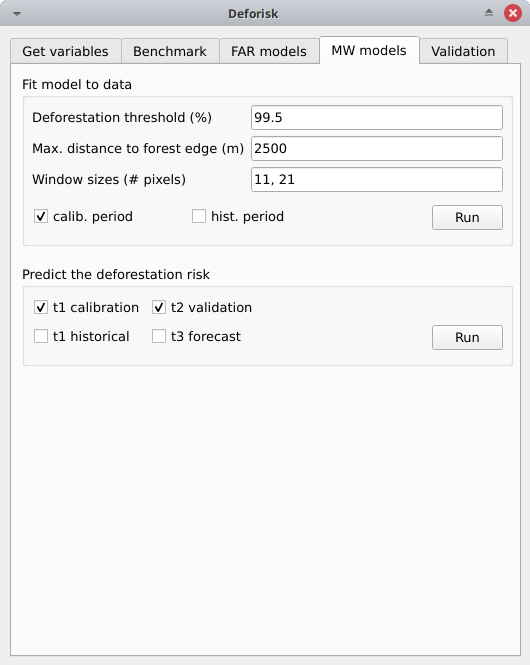 Deforisk
Get variables Benchmark FAR models MW models Validation
Fit model to data
Deforestation threshold (%) 99.5
Max. distance to forest edge (m) 2500
Window sizes (# pixels) 11, 21
calib. period hist. period Run
Predict the deforestation risk
t1 calibration t2 validation
t1 historical t3 forecast Run